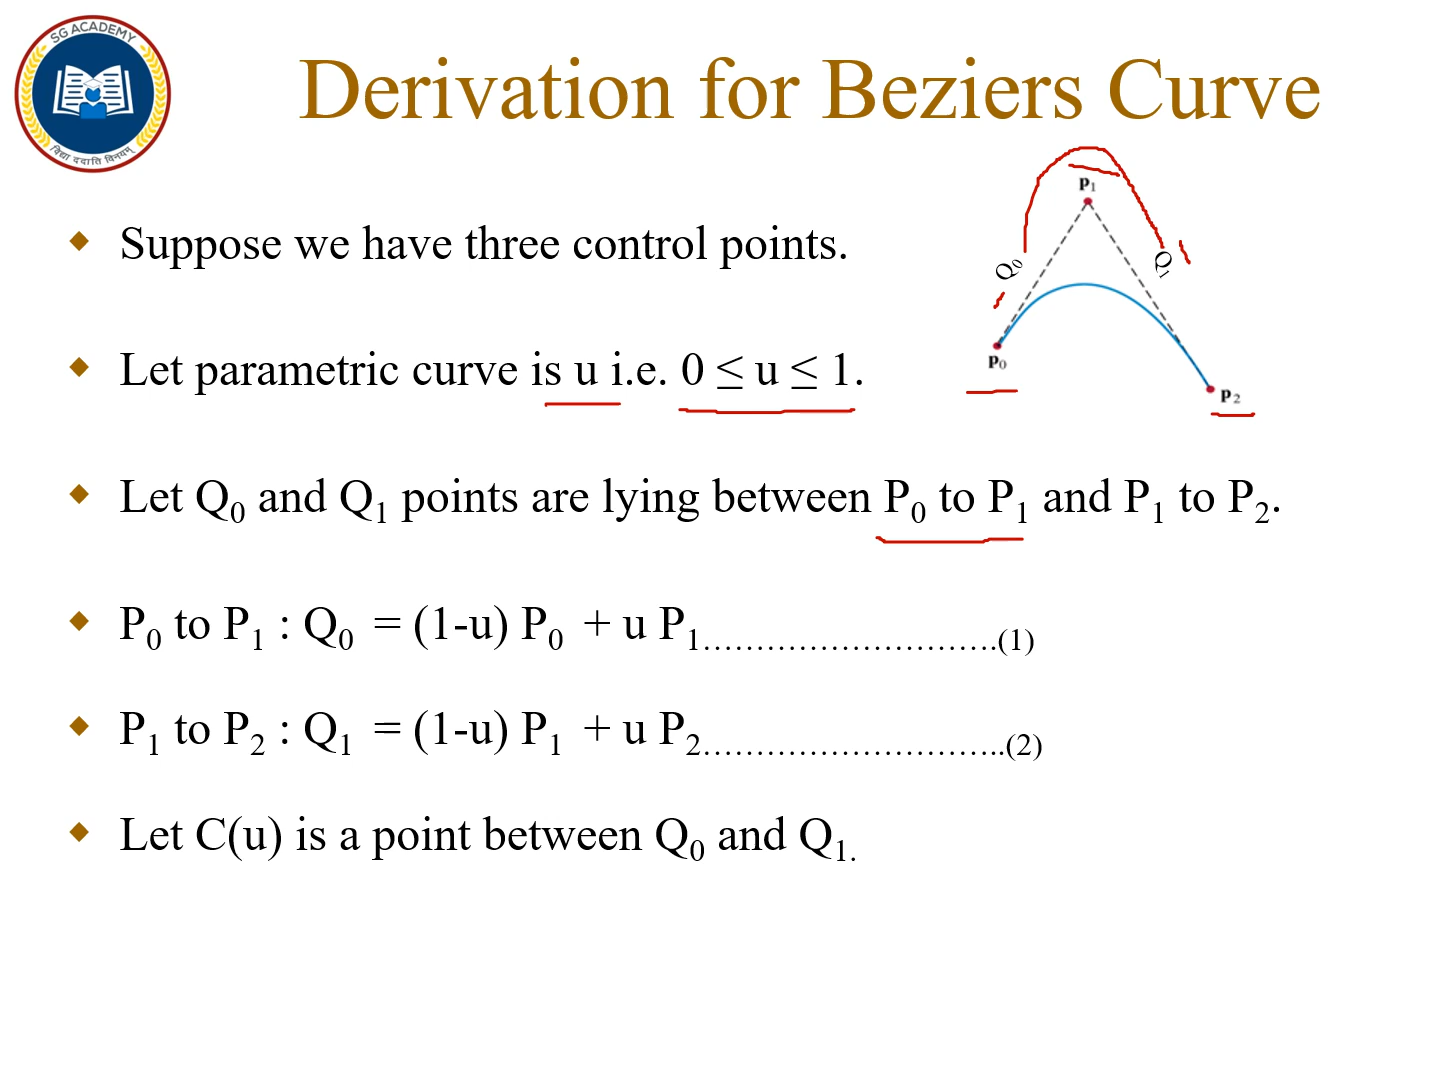 SG ACADEMY
विद्या ददाति विनयम्
Derivation for Beziers Curve
Suppose we have three control points.
Let parametric curve is u i.e. 0 ≤ u ≤ 1.
Let Q₀ and Q₁ points are lying between P₀ to P₁ and P₁ to P₂.
P₀ to P₁ : Q₀ = (1-u) P₀ + u P₁……………………….(1)
P₁ to P₂ : Q₁ = (1-u) P₁ + u P₂………………………..(2)
Let C(u) is a point between Q₀ and Q₁.
p₁
Q₀
Q₁
p₀
p₂